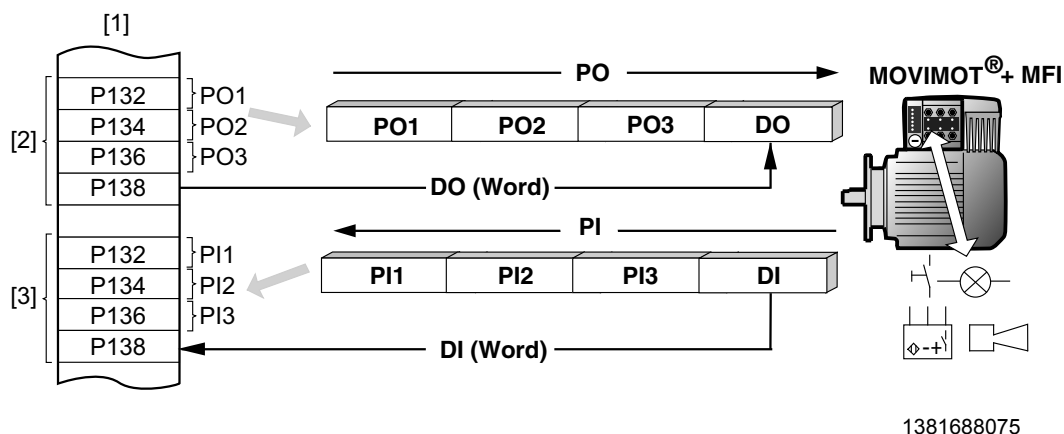 [1]
PO
MOVIMOT®+ MFI
[2]
P132 PO1
P134 PO2
P136 PO3
P138
PO1 PO2 PO3 DO
DO (Word)
PI
[3]
P132 PI1
P134 PI2
P136 PI3
P138
PI1 PI2 PI3 DI
DI (Word)
1381688075